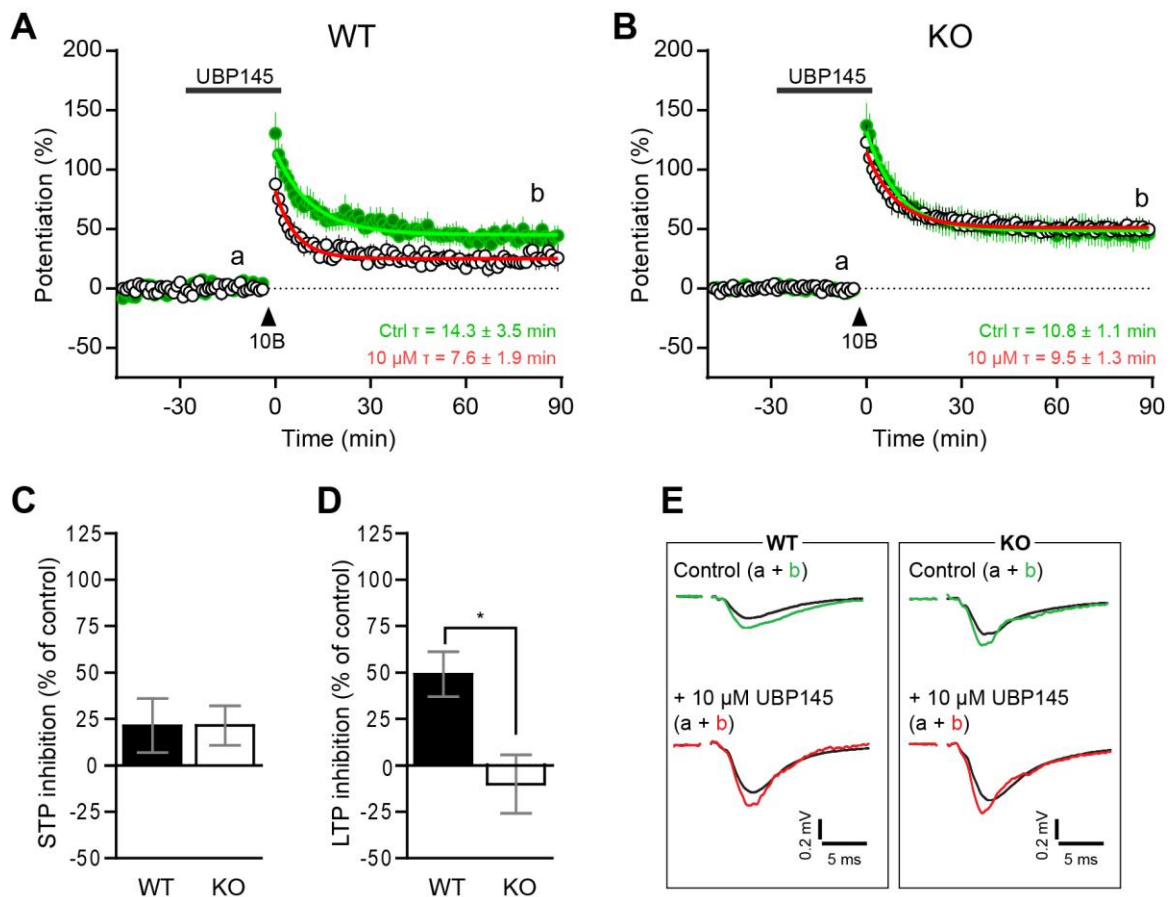 A
WT
UBP145
200
150
100
50
0
-50
Potentiation (%)
a
b
10B
Ctrl τ = 14.3 ± 3.5 min
10 µM τ = 7.6 ± 1.9 min
-30
0
30
60
90
Time (min)
B
KO
UBP145
200
150
100
50
0
-50
Potentiation (%)
a
b
10B
Ctrl τ = 10.8 ± 1.1 min
10 µM τ = 9.5 ± 1.3 min
-30
0
30
60
90
Time (min)
C
125
100
75
50
25
0
-25
-50
STP inhibition (% of control)
WT
KO
D
125
100
75
50
25
0
-25
-50
LTP inhibition (% of control)
*
WT
KO
E
WT
Control (a + b)
+ 10 µM UBP145
(a + b)
0.2 mV
5 ms
KO
Control (a + b)
+ 10 µM UBP145
(a + b)
0.2 mV
5 ms